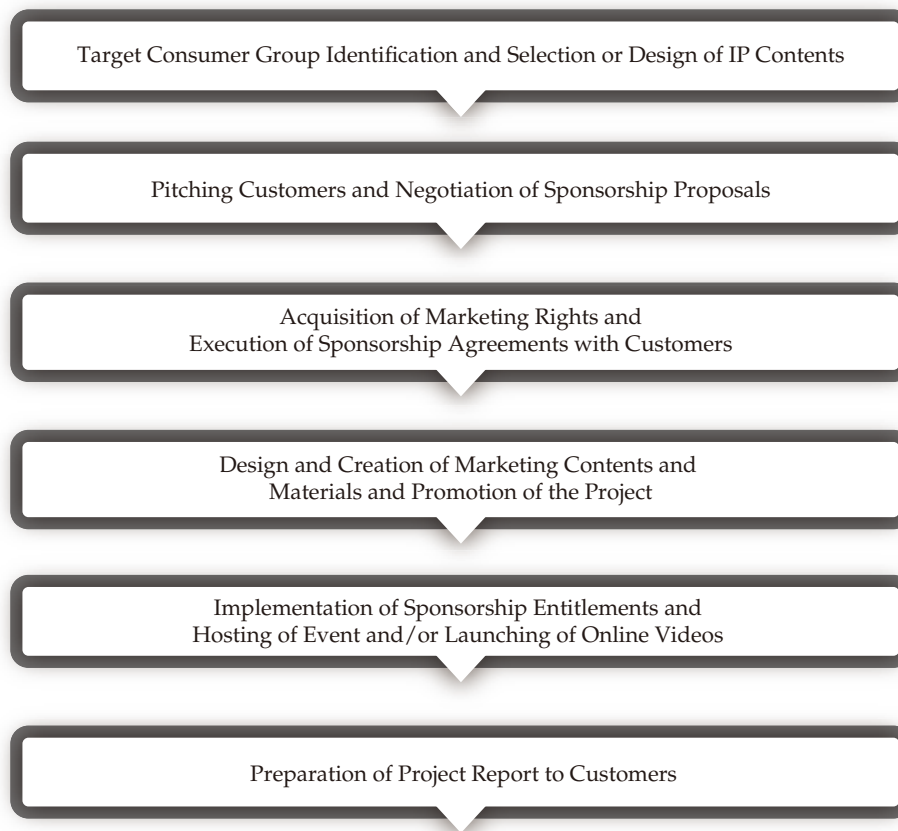 Target Consumer Group Identification and Selection or Design of IP Contents
Pitching Customers and Negotiation of Sponsorship Proposals
Acquisition of Marketing Rights and
Execution of Sponsorship Agreements with Customers
Design and Creation of Marketing Contents and
Materials and Promotion of the Project
Implementation of Sponsorship Entitlements and
Hosting of Event and/or Launching of Online Videos
Preparation of Project Report to Customers